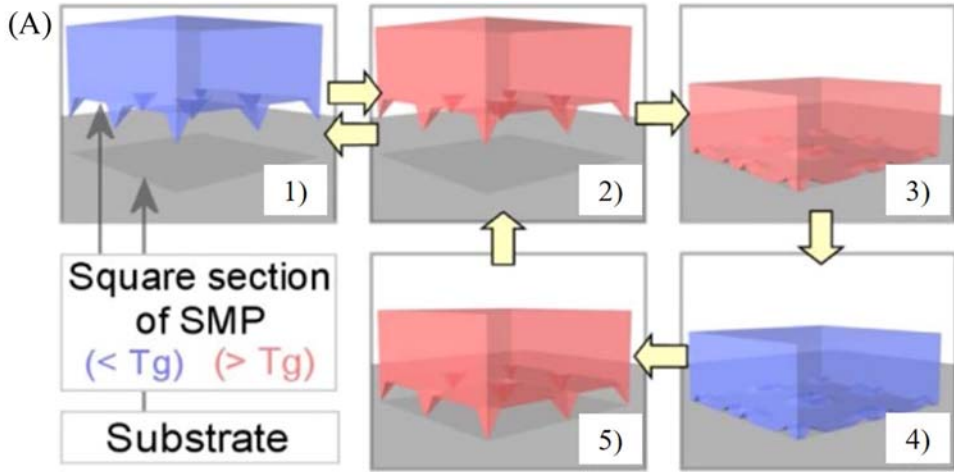 (A)
1)
2)
3)
Square section
of SMP
(< Tg) (> Tg)
Substrate
5)
4)